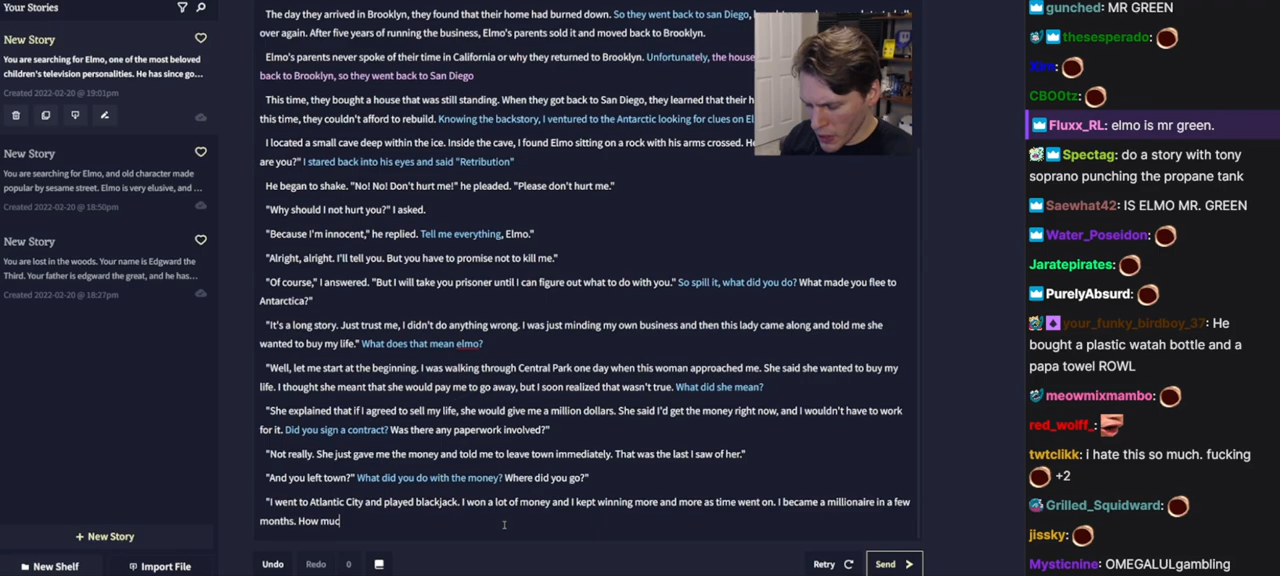 Your Stories
New Story
You are searching for Elmo, one of the most beloved
children's television personalities. He has since go...
Created 2022-02-20 @ 19:01pm
New Story
You are searching for Elmo, and old character made
popular by sesame street. Elmo is very elusive, and ...
Created 2022-02-20 @ 18:50pm
New Story
You are lost in the woods. Your name is Edgward the
Third. Your father is edgward the great, and he has...
Created 2022-02-20 @ 18:27pm
+ New Story
New Shelf
Import File
The day they arrived in Brooklyn, they found that their home had burned down. So they went back to san Diego,
over again. After five years of running the business, Elmo's parents sold it and moved back to Brooklyn.
Elmo's parents never spoke of their time in California or why they returned to Brooklyn. Unfortunately, the house
back to Brooklyn, so they went back to San Diego
This time, they bought a house that was still standing. When they got back to San Diego, they learned that their h
this time, they couldn't afford to rebuild. Knowing the backstory, I ventured to the Antarctic looking for clues on El
I located a small cave deep within the ice. Inside the cave, I found Elmo sitting on a rock with his arms crossed. He
are you?" I stared back into his eyes and said "Retribution"
He began to shake. "No! No! Don't hurt me!" he pleaded. "Please don't hurt me."
"Why should I not hurt you?" I asked.
"Because I'm innocent," he replied. Tell me everything, Elmo."
"Alright, alright. I'll tell you. But you have to promise not to kill me."
"Of course," I answered. "But I will take you prisoner until I can figure out what to do with you." So spill it, what did you do? What made you flee to
Antarctica?"
"It's a long story. Just trust me, I didn't do anything wrong. I was just minding my own business and then this lady came along and told me she
wanted to buy my life." What does that mean elmo?
"Well, let me start at the beginning. I was walking through Central Park one day when this woman approached me. She said she wanted to buy my
life. I thought she meant that she would pay me to go away, but I soon realized that wasn't true. What did she mean?
"She explained that if I agreed to sell my life, she would give me a million dollars. She said I'd get the money right now, and I wouldn't have to work
for it. Did you sign a contract? Was there any paperwork involved?"
"Not really. She just gave me the money and told me to leave town immediately. That was the last I saw of her."
"And you left town?" What did you do with the money? Where did you go?"
"I went to Atlantic City and played blackjack. I won a lot of money and I kept winning more and more as time went on. I became a millionaire in a few
months. How muc
Undo
Redo
0
Retry
Send
gunched: MR GREEN
thesesperado:
CBO0tz:
Fluxx_RL: elmo is mr green.
Spectag: do a story with tony
soprano punching the propane tank
Saewhat42: IS ELMO MR. GREEN
Water_Poseidon:
Jaratepirates:
PurelyAbsurd:
your_funky_birdboy_37: He
bought a plastic watah bottle and a
papa towel ROWL
meowmixmambo:
red_wolff_:
twtclikk: i hate this so much. fucking
+2
Grilled_Squidward:
jissky:
Mysticnine: OMEGALULgambling